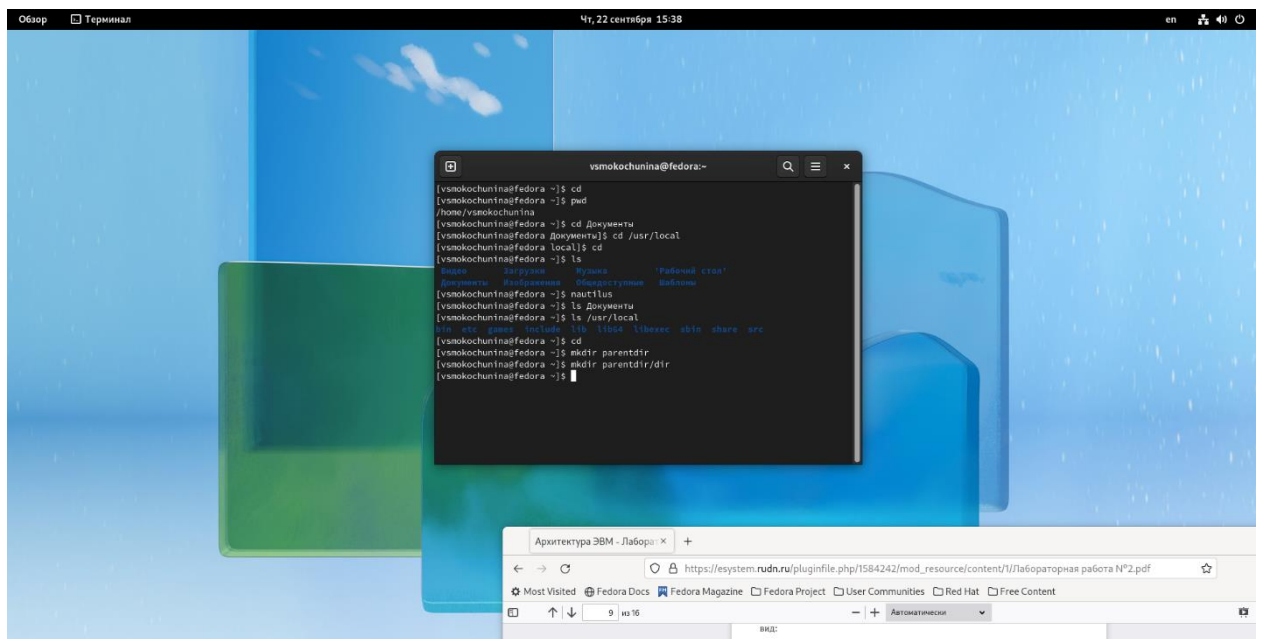 Обзор Терминал Чт, 22 сентября 15:38 en
vsmokochunina@fedora:~
[vsmokochunina@fedora ~]$ cd
[vsmokochunina@fedora ~]$ pwd
/home/vsmokochunina
[vsmokochunina@fedora ~]$ cd Документы
[vsmokochunina@fedora Документы]$ cd /usr/local
[vsmokochunina@fedora local]$ cd
[vsmokochunina@fedora ~]$ ls
Видео Загрузки Музыка 'Рабочий стол'
Документы Изображения Общедоступные Шаблоны
[vsmokochunina@fedora ~]$ nautilus
[vsmokochunina@fedora ~]$ ls Документы
[vsmokochunina@fedora ~]$ ls /usr/local
bin etc games include lib lib64 libexec sbin share src
[vsmokochunina@fedora ~]$ cd
[vsmokochunina@fedora ~]$ mkdir parentdir
[vsmokochunina@fedora ~]$ mkdir parentdir/dir
[vsmokochunina@fedora ~]$
Архитектура ЭВМ - Лабора
https://esystem.rudn.ru/pluginfile.php/1584242/mod_resource/content/1/Лабораторная работа №2.pdf
Most Visited Fedora Docs Fedora Magazine Fedora Project User Communities Red Hat Free Content
9 из 16 Автоматически
вид: